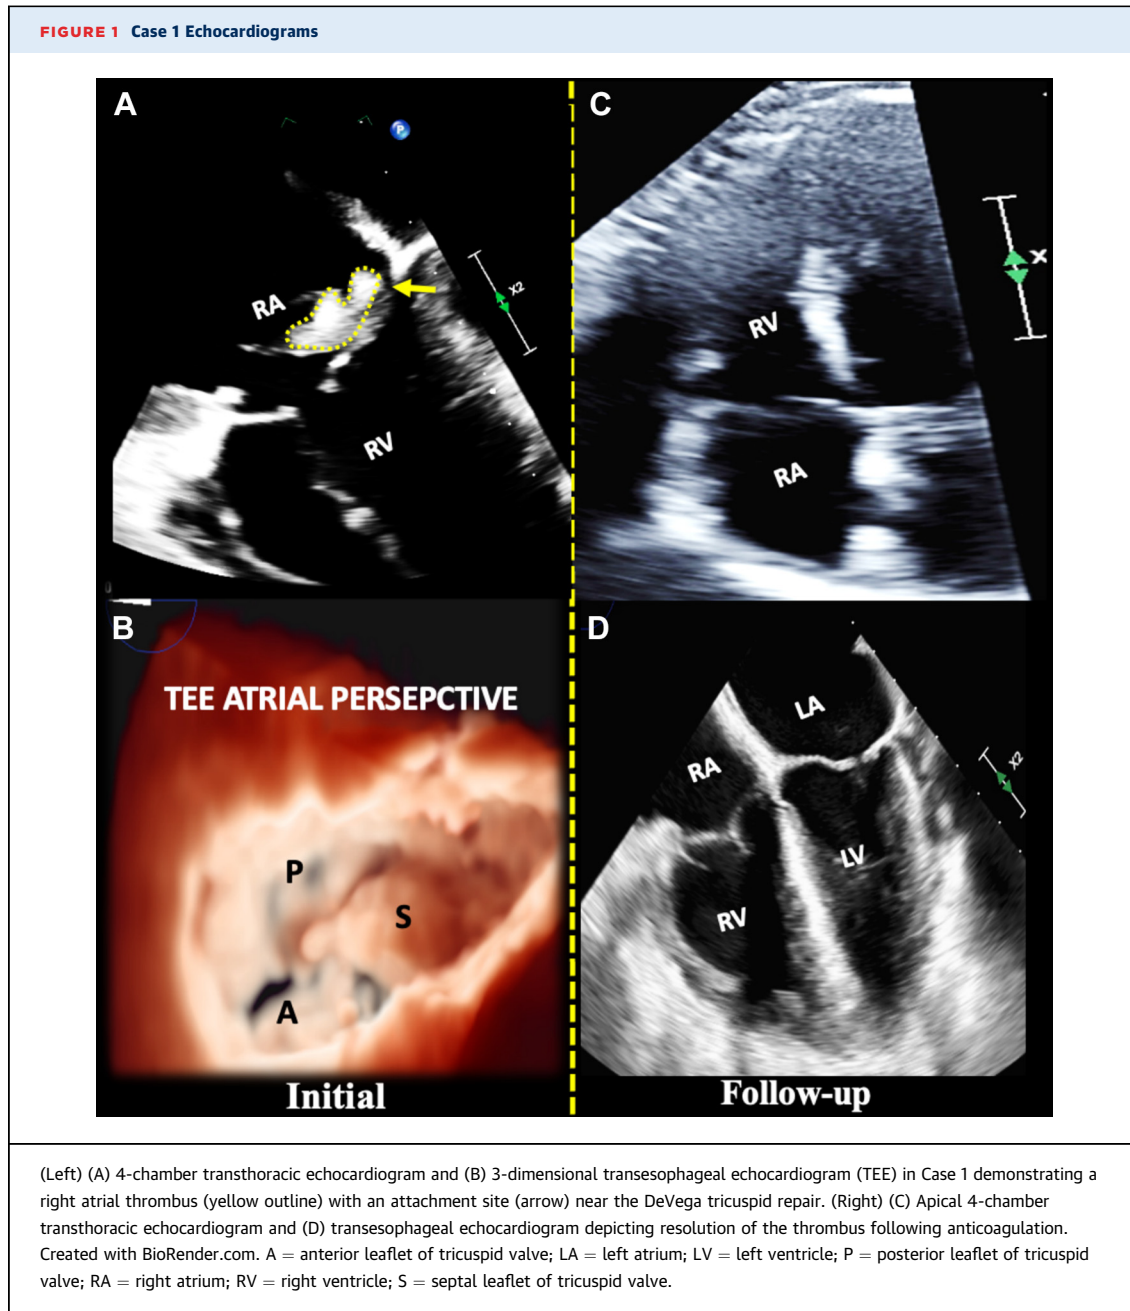 FIGURE 1 Case 1 Echocardiograms
A
P
RA
X2
RV
C
X
RV
RA
B
TEE ATRIAL PERSEPCTIVE
P
S
A
Initial
D
LA
RA
X2
LV
RV
Follow-up
(Left) (A) 4-chamber transthoracic echocardiogram and (B) 3-dimensional transesophageal echocardiogram (TEE) in Case 1 demonstrating a
right atrial thrombus (yellow outline) with an attachment site (arrow) near the DeVega tricuspid repair. (Right) (C) Apical 4-chamber
transthoracic echocardiogram and (D) transesophageal echocardiogram depicting resolution of the thrombus following anticoagulation.
Created with BioRender.com. A = anterior leaflet of tricuspid valve; LA = left atrium; LV = left ventricle; P = posterior leaflet of tricuspid
valve; RA = right atrium; RV = right ventricle; S = septal leaflet of tricuspid valve.